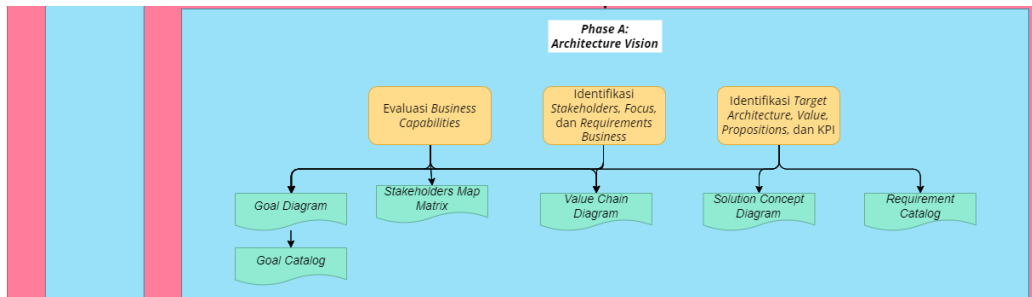 Phase A:
Architecture Vision
Evaluasi Business
Capabilities
Identifikasi
Stakeholders, Focus,
dan Requirements
Business
Identifikasi Target
Architecture, Value,
Propositions, dan KPI
Goal Diagram
Stakeholders Map
Matrix
Value Chain
Diagram
Solution Concept
Diagram
Requirement
Catalog
Goal Catalog